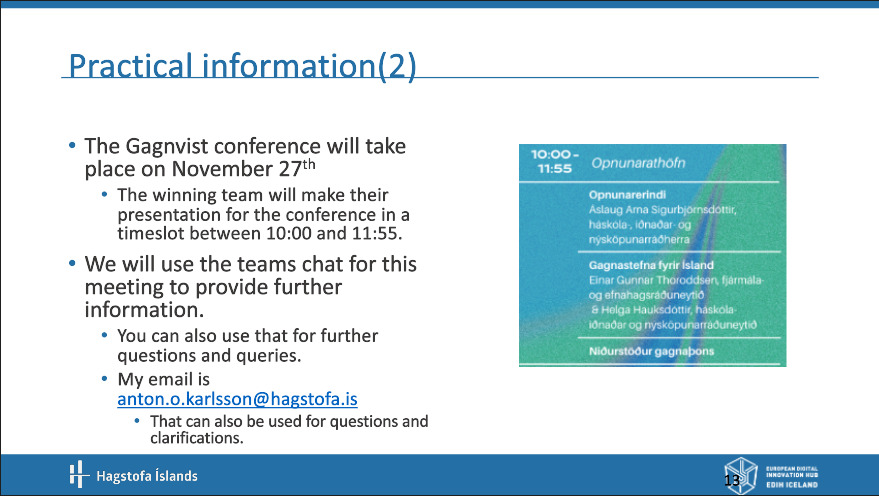 Practical information(2)
• The Gagnvist conference will take
place on November 27th
• The winning team will make their
presentation for the conference in a
timeslot between 10:00 and 11:55.
• We will use the teams chat for this
meeting to provide further
information.
• You can also use that for further
questions and queries.
• My email is
anton.o.karlsson@hagstofa.is
• That can also be used for questions and
clarifications.
10:00 -
11:55
Opnunarathöfn
Opnunarerindi
Áslaug Arna Sigurbjörnsdóttir,
háskóla-, iðnaðar- og
nýsköpunarráðherra
Gagnastefna fyrir Ísland
Einar Gunnar Thoroddsen, fjármála-
og efnahagsráðuneytið
& Helga Hauksdóttir, háskóla-
iðnaðar og nýsköpunarráðuneytið
Niðurstöður gagnaþons
Hagstofa Íslands
13
EUROPEAN DIGITAL
INNOVATION HUB
EDIH ICELAND